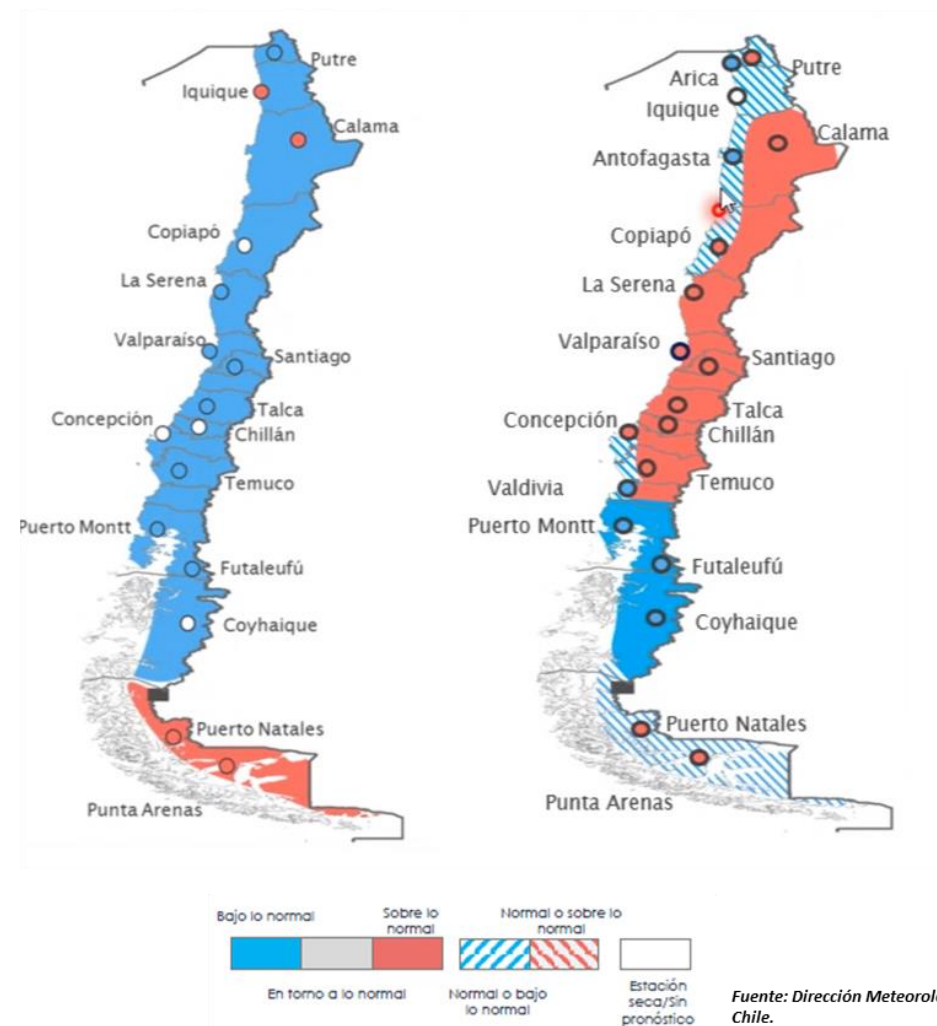 Putre
Iquique
Calama
Copiapò
La Serena
Valparaíso
Santiago
Talca
Concepción
Chillán
Temuco
Puerto Montt
Futaleufú
Coyhaique
Puerto Natales
Punta Arenas
Putre
Arica
Iquique
Calama
Antofagasta
Copiapó
La Serena
Valparaíso
Santiago
Talca
Concepción
Chillán
Temuco
Valdivia
Puerto Montt
Futaleufú
Coyhaique
Puerto Natales
Punta Arenas
Bajo lo normal
Sobre lo
normal
Normal o sobre lo
normal
En torno a lo normal
Normal o bajo
lo normal
Estación
seca/Sin
pronóstico
Fuente: Dirección
Chile.